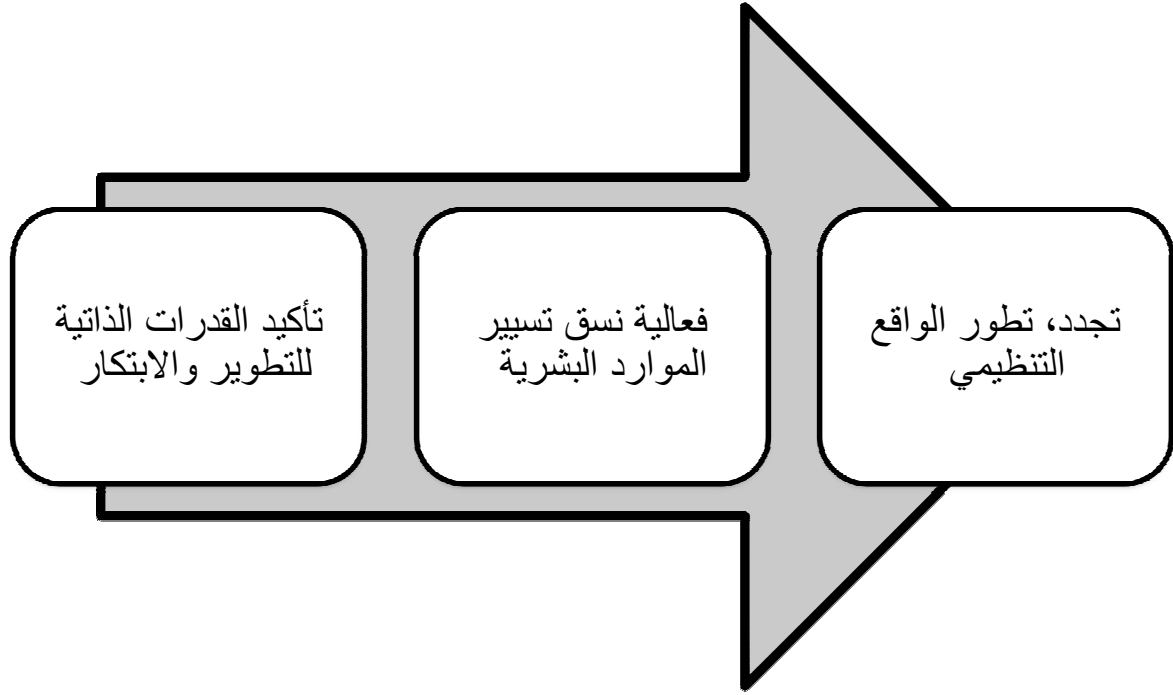 تأكيد القدرات الذاتية
للتطوير والابتكار
فعالية نسق تسيير
الموارد البشرية
تجدد، تطور الواقع
التنظيمي